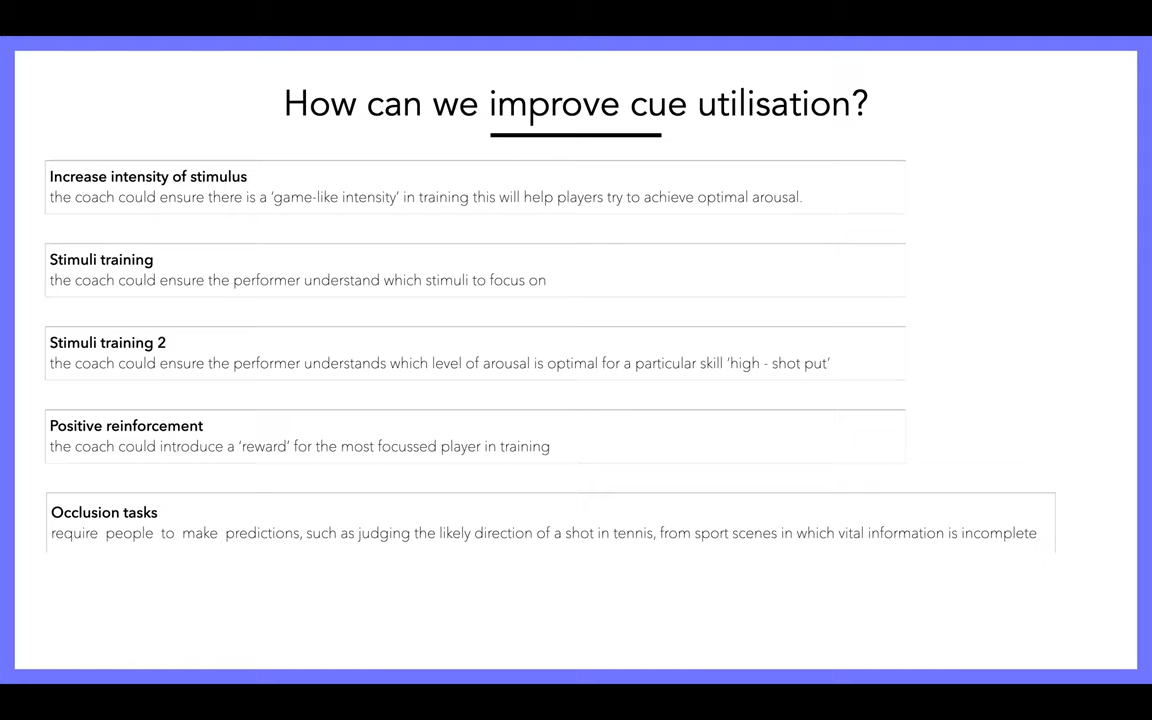 How can we improve cue utilisation?
Increase intensity of stimulus
the coach could ensure there is a ‘game-like intensity’ in training this will help players try to achieve optimal arousal.
Stimuli training
the coach could ensure the performer understand which stimuli to focus on
Stimuli training 2
the coach could ensure the performer understands which level of arousal is optimal for a particular skill ‘high - shot put’
Positive reinforcement
the coach could introduce a ‘reward’ for the most focussed player in training
Occlusion tasks
require people to make predictions, such as judging the likely direction of a shot in tennis, from sport scenes in which vital information is incomplete